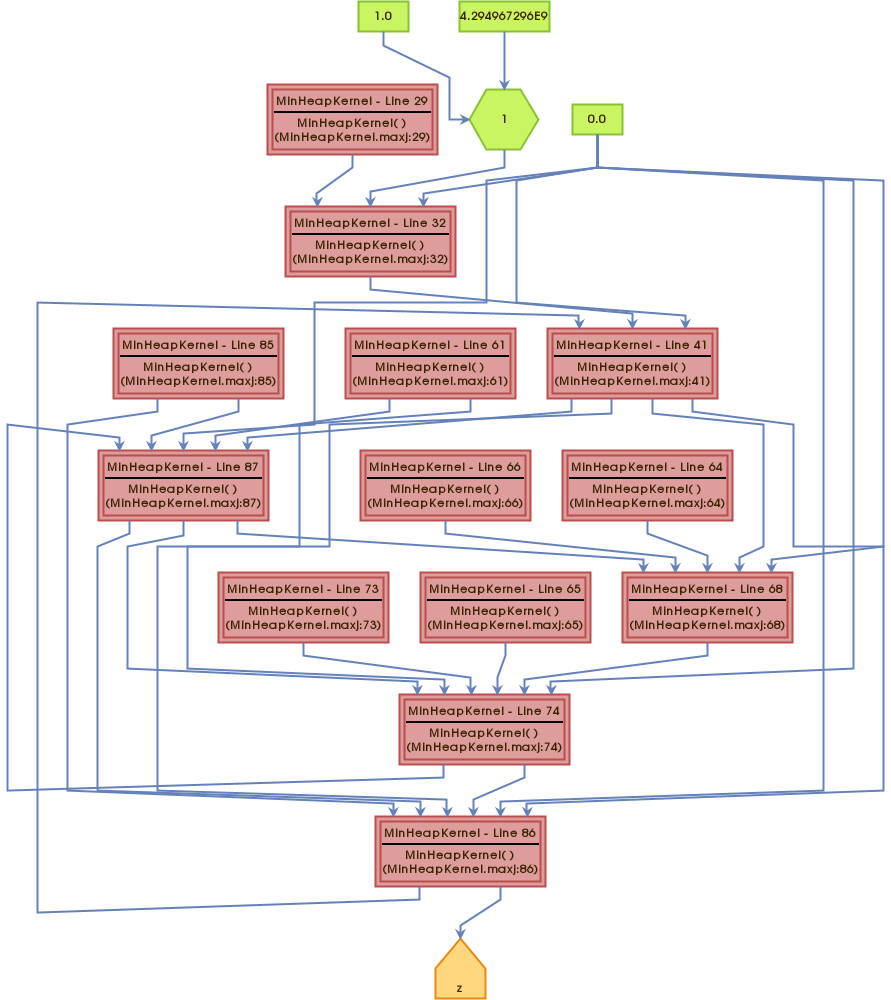 1.0
4.294967296E9
MinHeapKernel - Line 29
MinHeapKernel()
(MinHeapKernel.maxj:29)
1
0.0
MinHeapKernel - Line 32
MinHeapKernel()
(MinHeapKernel.maxj:32)
MinHeapKernel - Line 85
MinHeapKernel()
(MinHeapKernel.maxj:85)
MinHeapKernel - Line 61
MinHeapKernel()
(MinHeapKernel.maxj:61)
MinHeapKernel - Line 41
MinHeapKernel()
(MinHeapKernel.maxj:41)
MinHeapKernel - Line 87
MinHeapKernel()
(MinHeapKernel.maxj:87)
MinHeapKernel - Line 66
MinHeapKernel()
(MinHeapKernel.maxj:66)
MinHeapKernel - Line 64
MinHeapKernel()
(MinHeapKernel.maxj:64)
MinHeapKernel - Line 73
MinHeapKernel()
(MinHeapKernel.maxj:73)
MinHeapKernel - Line 65
MinHeapKernel()
(MinHeapKernel.maxj:65)
MinHeapKernel - Line 68
MinHeapKernel()
(MinHeapKernel.maxj:68)
MinHeapKernel - Line 74
MinHeapKernel()
(MinHeapKernel.maxj:74)
MinHeapKernel - Line 86
MinHeapKernel()
(MinHeapKernel.maxj:86)
z